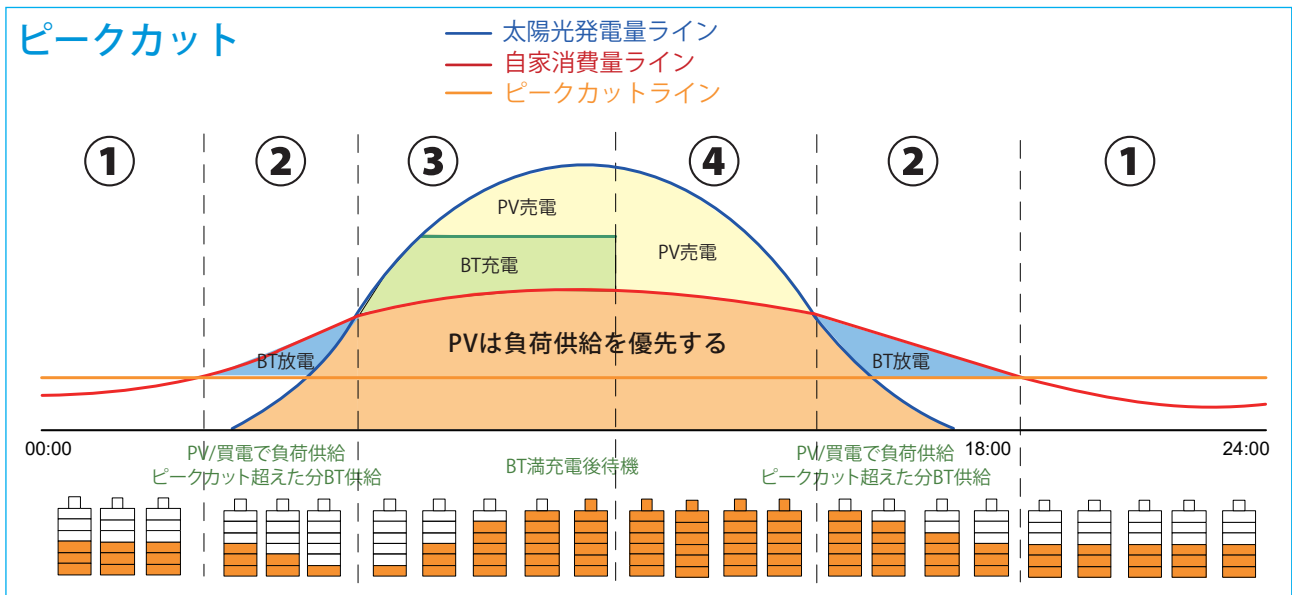 ピークカット
太陽光発電量ライン
自家消費量ライン
ピークカットライン
①
②
③
④
②
①
PV売電
BT充電
PV売電
BT放電
PVは負荷供給を優先する
BT放電
00:00
18:00
24:00
PV/買電で負荷供給
ピークカット超えた分BT供給
BT満充電後待機
PV/買電で負荷供給
ピークカット超えた分BT供給